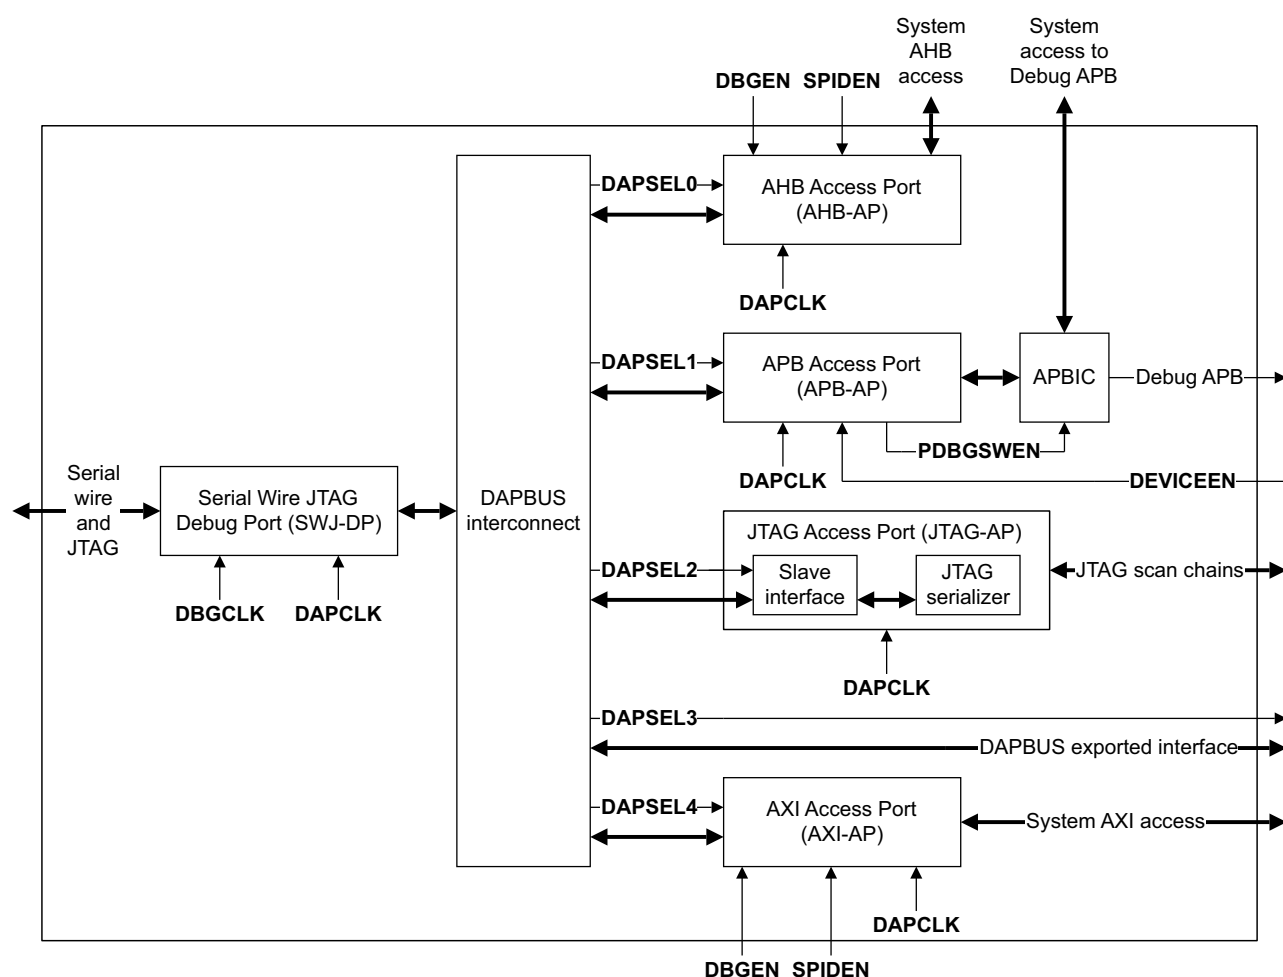 System
AHB
access
System
access to
Debug APB
DBGEN SPIDEN
DAPSEL0
AHB Access Port
(AHB-AP)
DAPCLK
DAPSEL1
APB Access Port
(APB-AP)
APBIC
Debug APB
PDBGSWEN
DAPCLK
DEVICEEN
Serial
wire
and
JTAG
Serial Wire JTAG
Debug Port (SWJ-DP)
DBGCLK
DAPCLK
DAPBUS
interconnect
JTAG Access Port (JTAG-AP)
DAPSEL2
Slave
interface
JTAG
serializer
JTAG scan chains
DAPCLK
DAPSEL3
DAPBUS exported interface
DAPSEL4
AXI Access Port
(AXI-AP)
System AXI access
DAPCLK
DBGEN SPIDEN